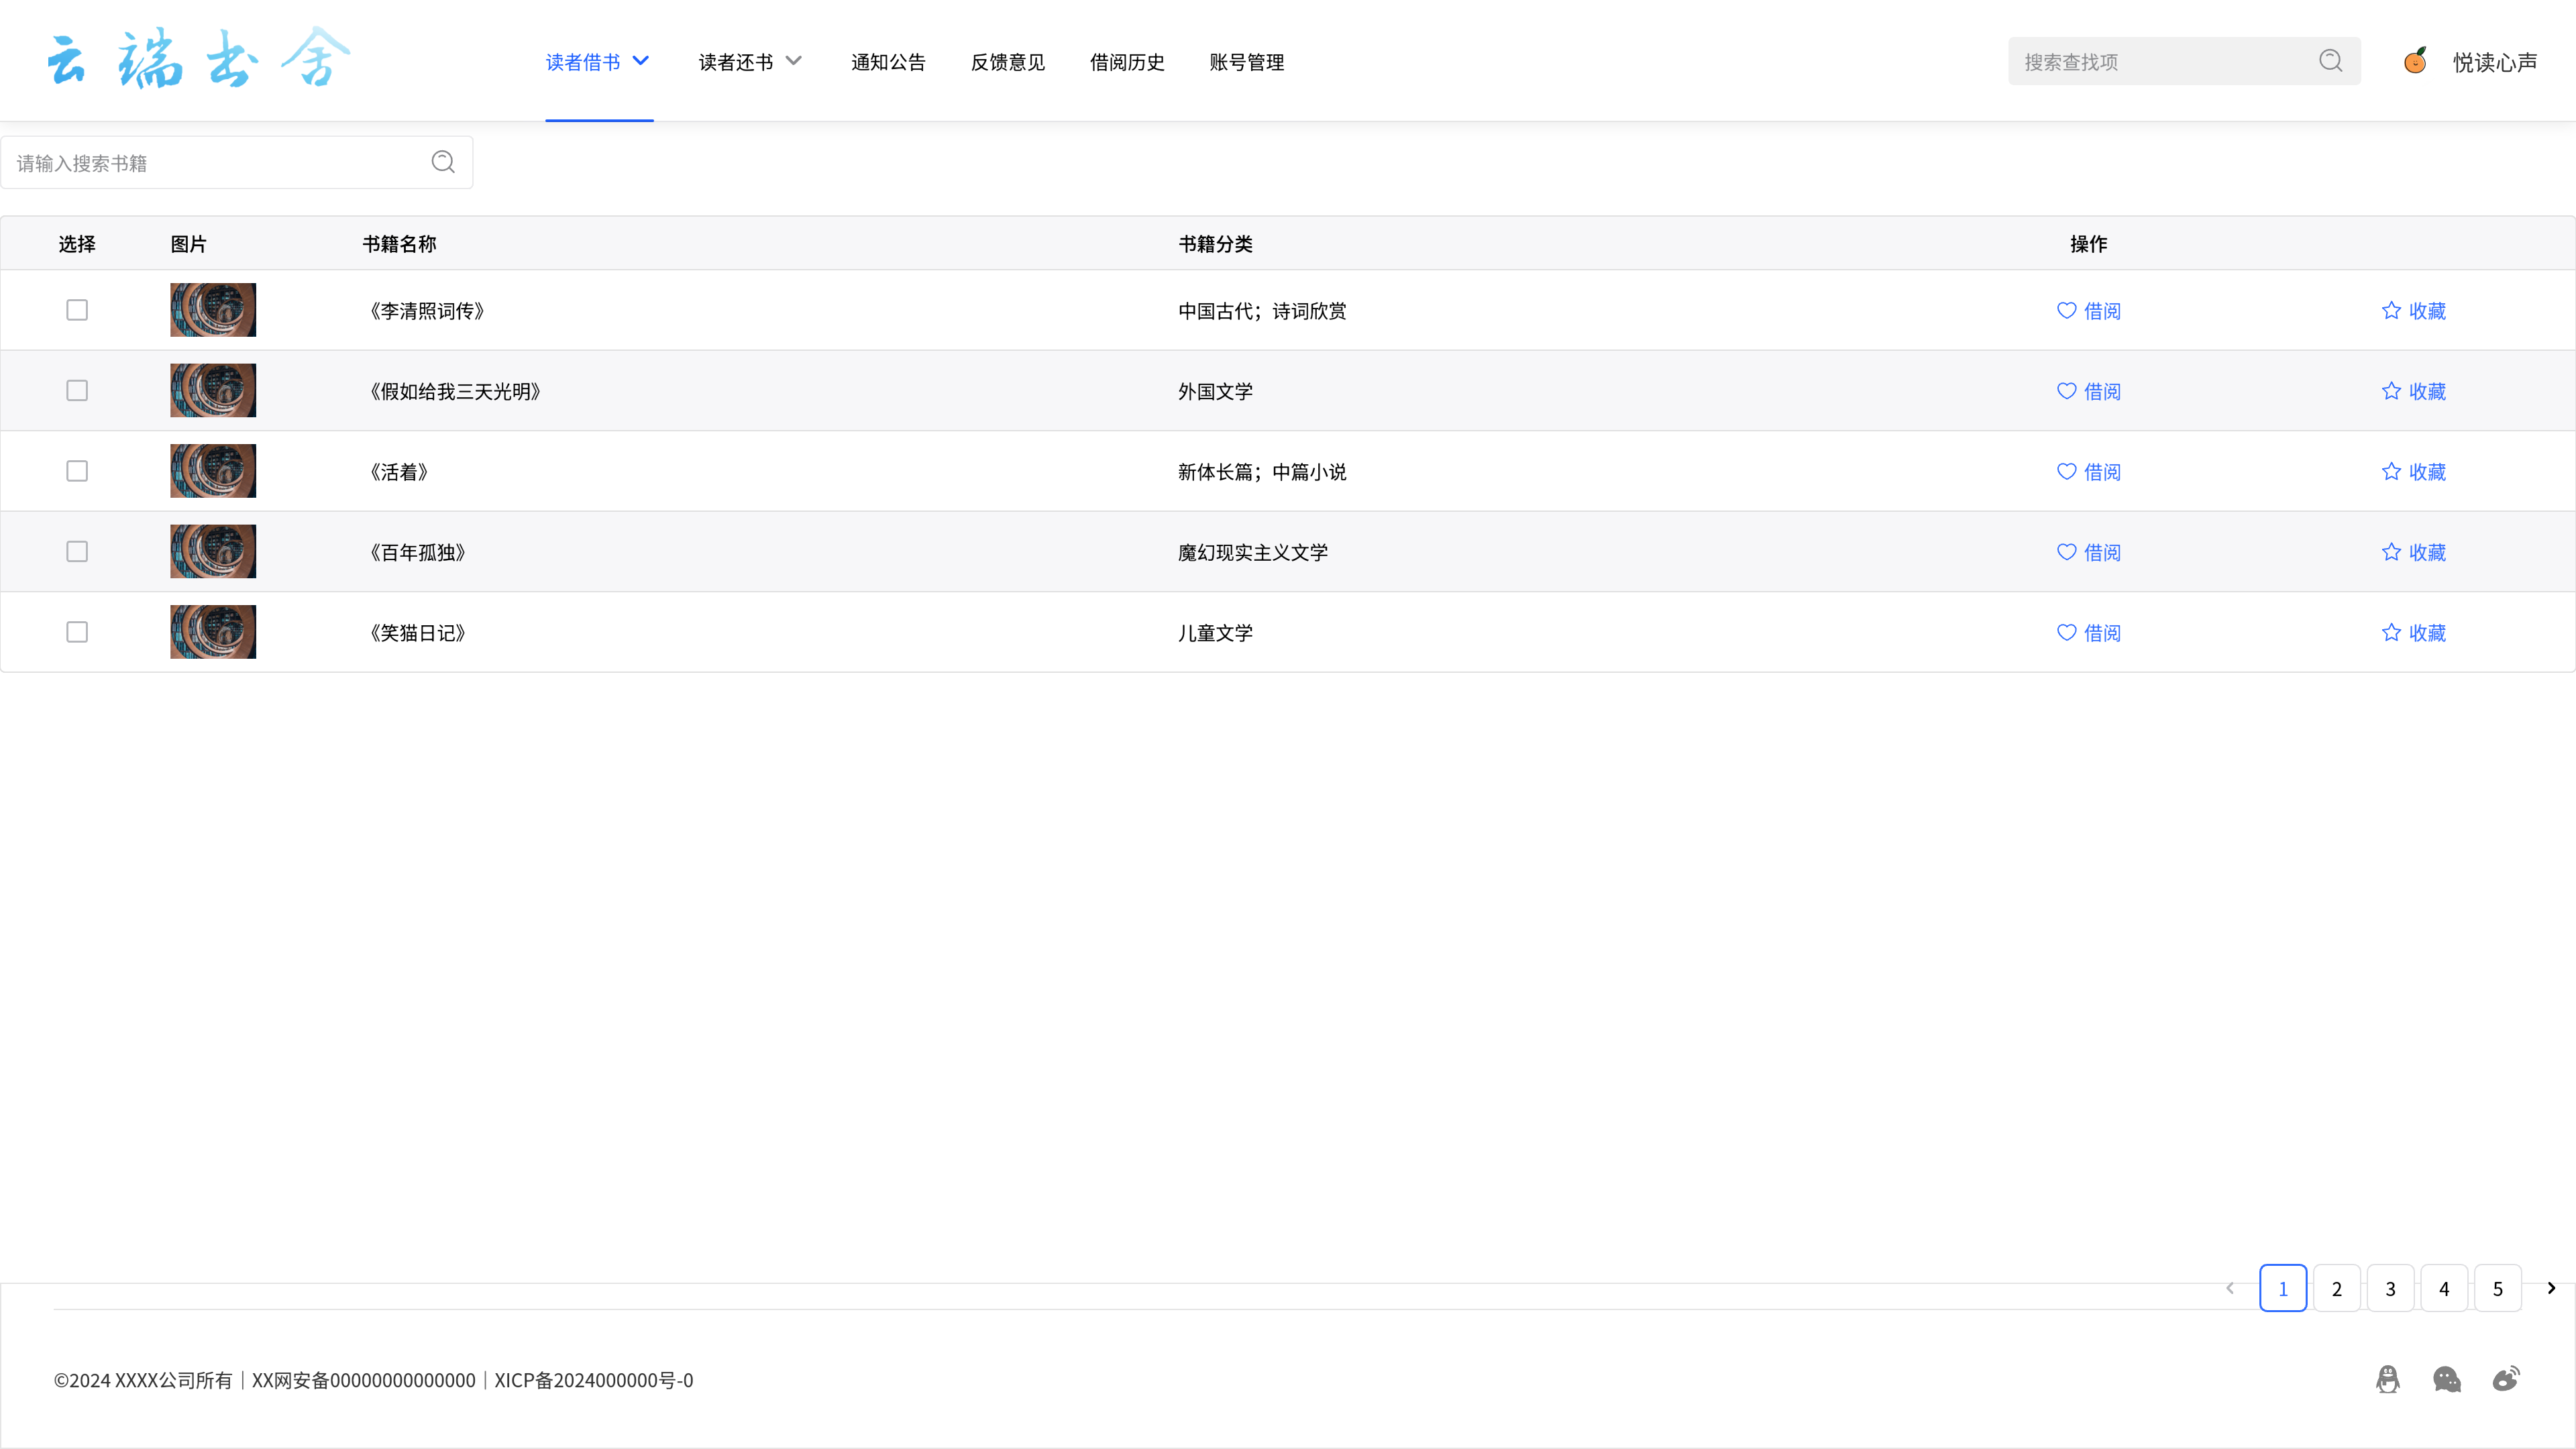 云端书舍
读者借书 读者还书 通知公告 反馈意见 借阅历史 账号管理 搜索查找项 悦读心声
请输入搜索书籍
选择 图片 书籍名称 书籍分类 操作
《李清照词传》 中国古代；诗词欣赏 借阅 收藏
《假如给我三天光明》 外国文学 借阅 收藏
《活着》 新体长篇；中篇小说 借阅 收藏
《百年孤独》 魔幻现实主义文学 借阅 收藏
《笑猫日记》 儿童文学 借阅 收藏
1 2 3 4 5
©2024 XXXX公司所有｜XX网安备00000000000000｜XICP备2024000000号-0